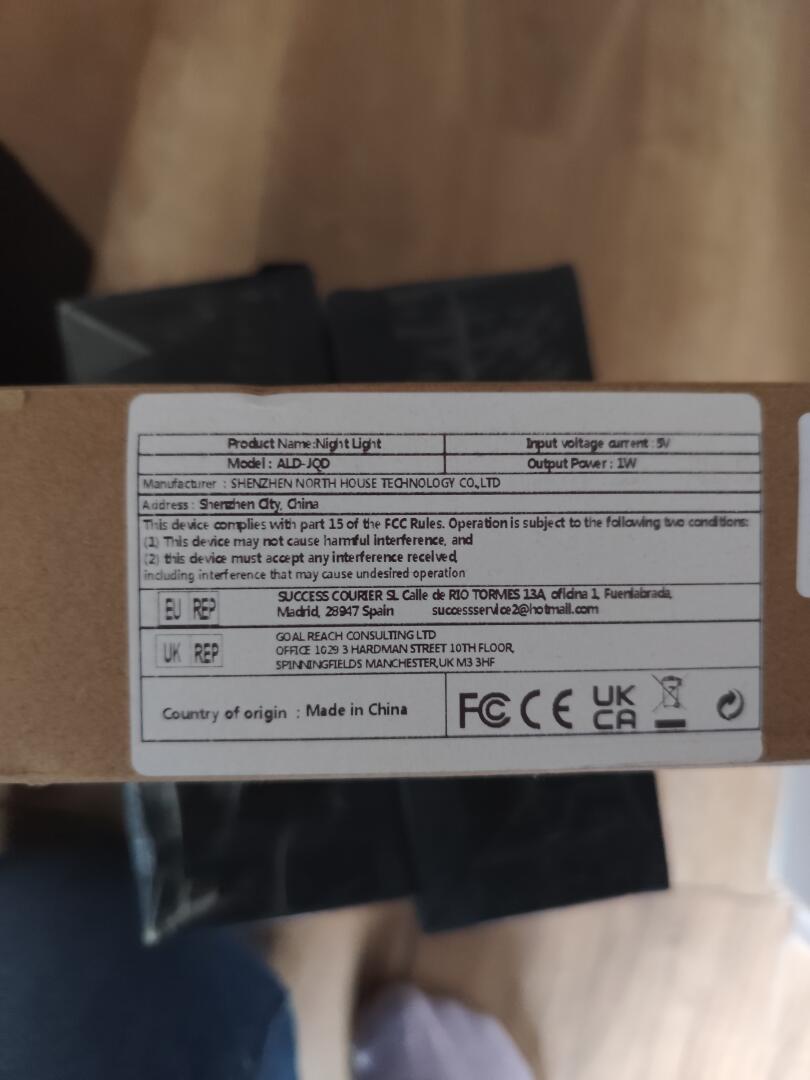 Product Name:Night Light
Input voltage current : 5V
Model : ALD-JQD
Output Power : 1W
Manufacturer : SHENZHEN NORTH HOUSE TECHNOLOGY CO.,LTD
Address : Shenzhen City, China
This device complies with part 15 of the FCC Rules. Operation is subject to the following two conditions:
(1) This device may not cause harmful interference, and
(2) this device must accept any interference received,
including interference that may cause undesired operation
EU REP
SUCCESS COURIER SL Calle de RIO TORMES 13A, oficina 1, Fuenlabrada,
Madrid, 28947 Spain successservice2@hotmail.com
UK REP
GOAL REACH CONSULTING LTD
OFFICE 1029 3 HARDMAN STREET 10TH FLOOR,
SPINNINGFIELDS MANCHESTER,UK M3 3HF
Country of origin : Made in China
FC CE UK
CA